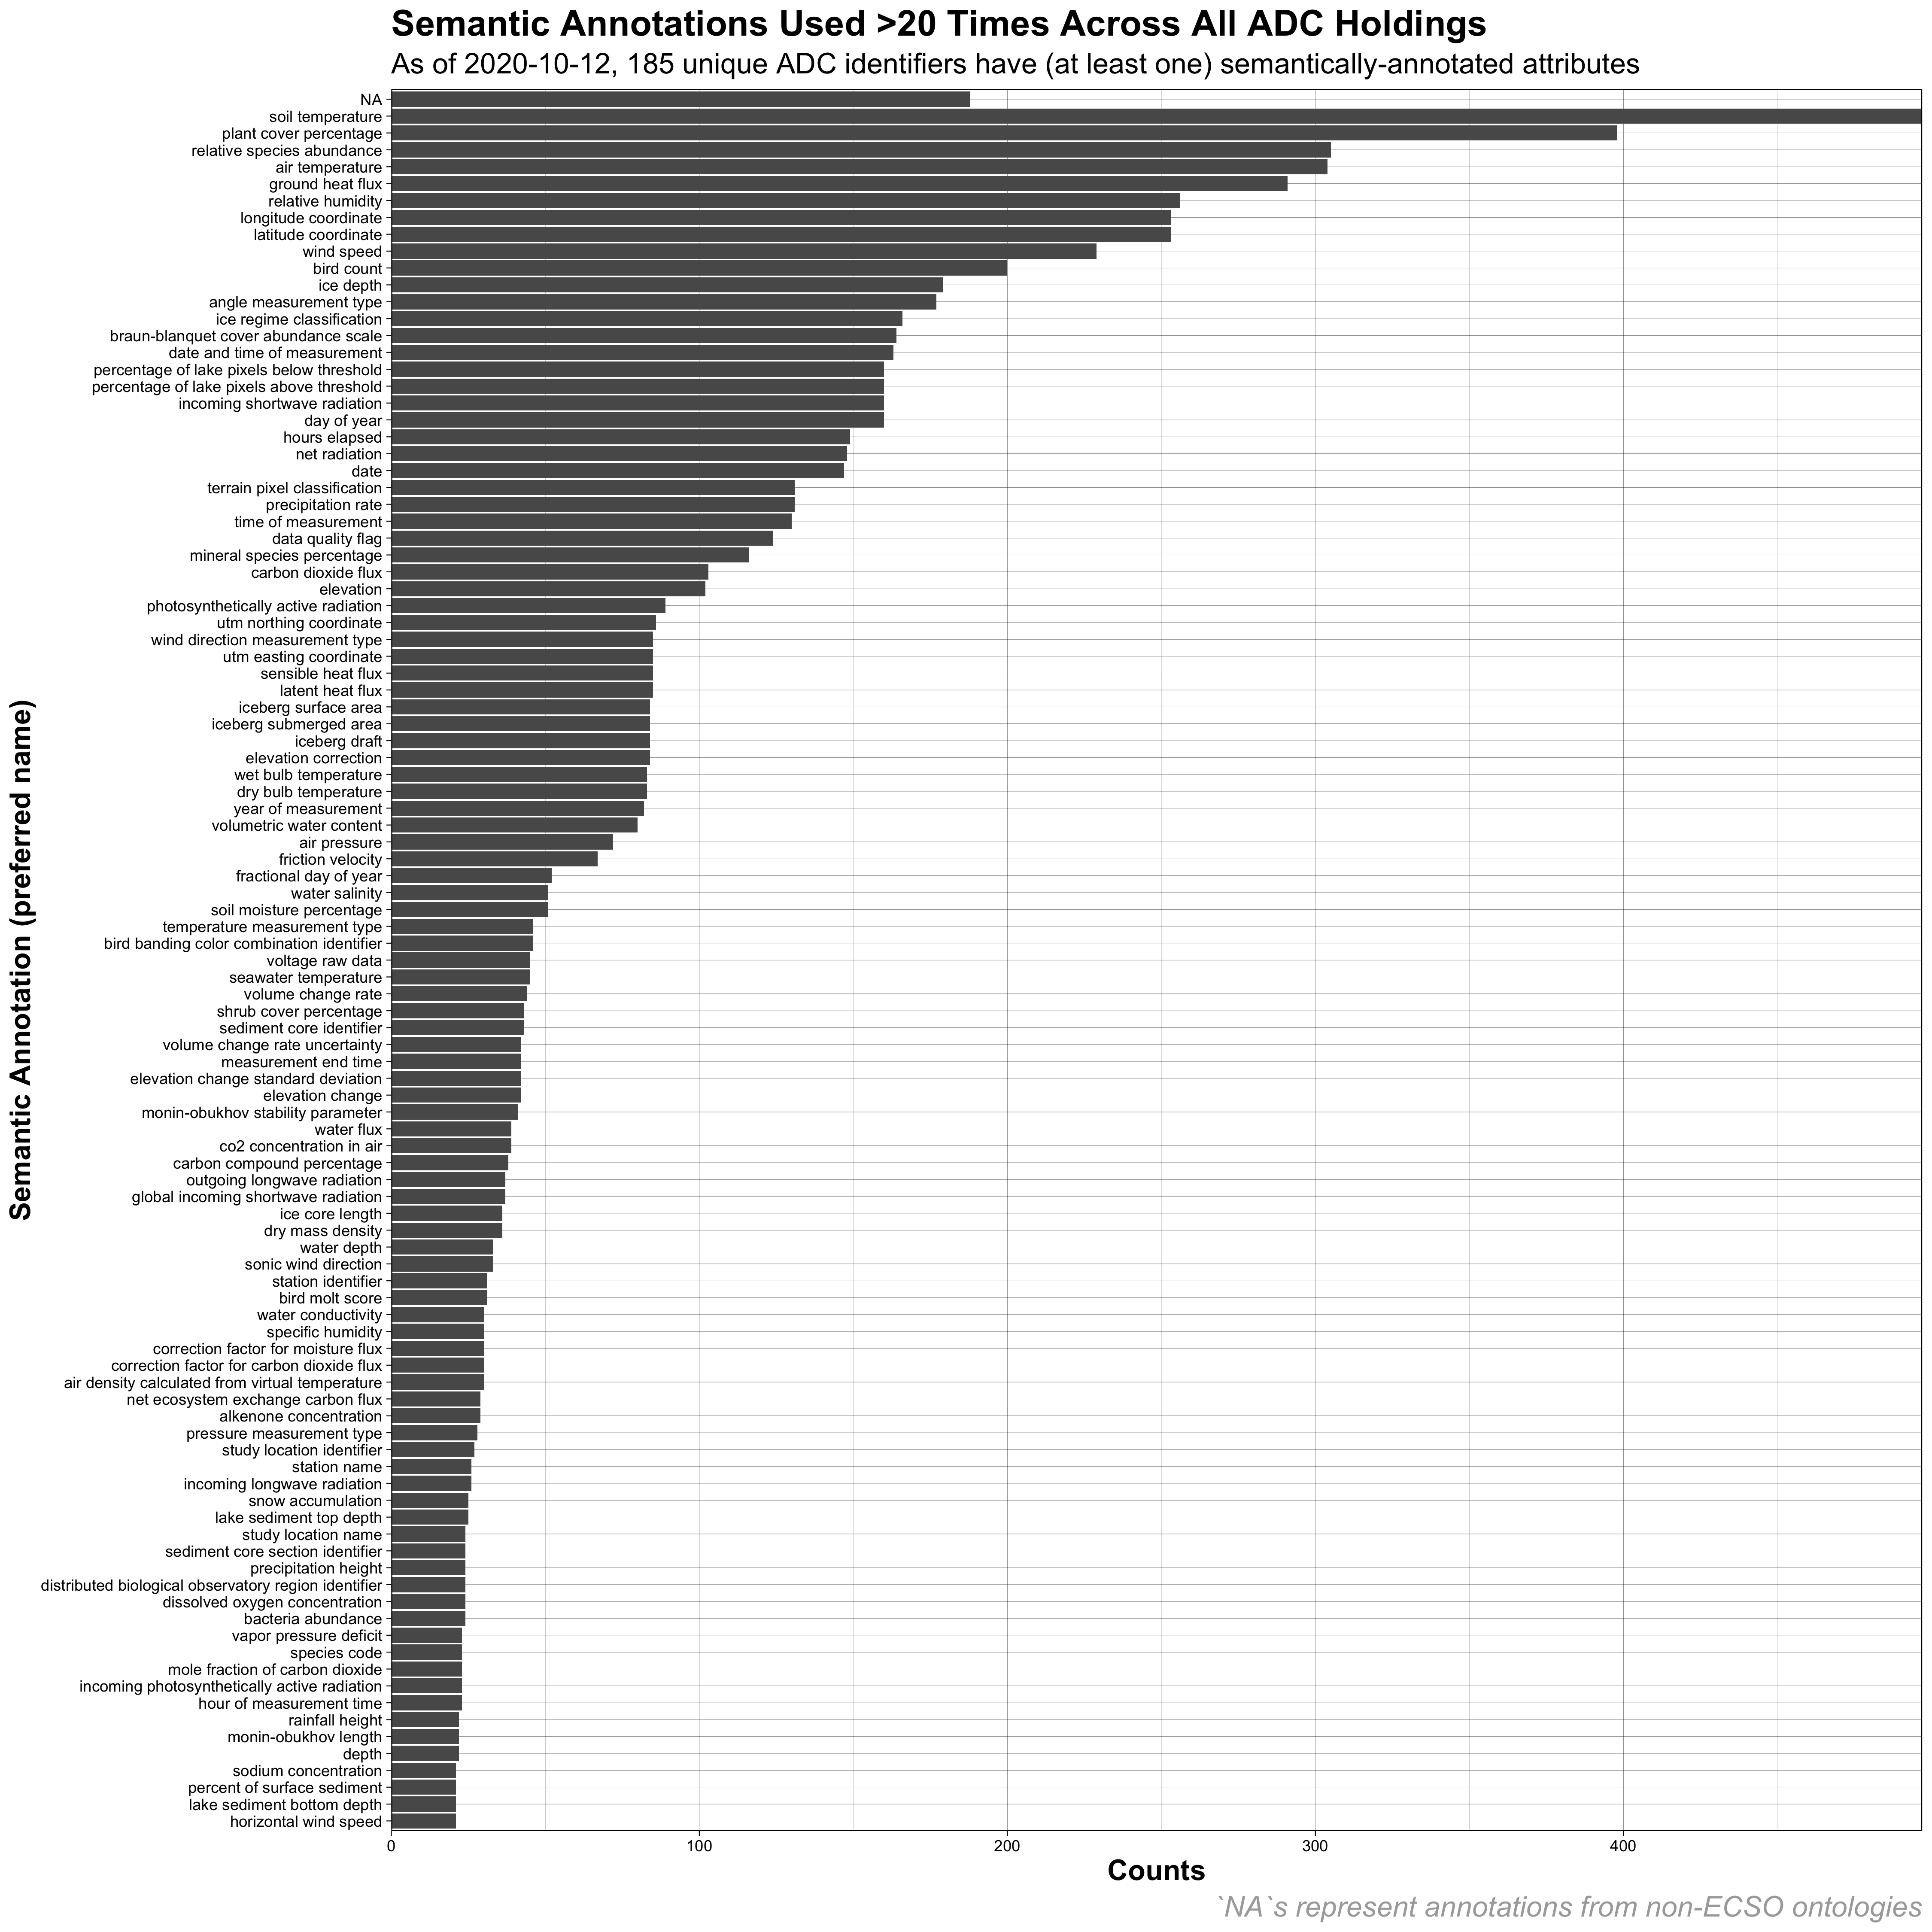 Semantic Annotations Used >20 Times Across All ADC Holdings
As of 2020-10-12, 185 unique ADC identifiers have (at least one) semantically-annotated attributes
Semantic Annotation (preferred name)
NA
soil temperature
plant cover percentage
relative species abundance
air temperature
ground heat flux
relative humidity
longitude coordinate
latitude coordinate
wind speed
bird count
ice depth
angle measurement type
ice regime classification
braun-blanquet cover abundance scale
date and time of measurement
percentage of lake pixels below threshold
percentage of lake pixels above threshold
incoming shortwave radiation
day of year
hours elapsed
net radiation
date
terrain pixel classification
precipitation rate
time of measurement
data quality flag
mineral species percentage
carbon dioxide flux
elevation
photosynthetically active radiation
utm northing coordinate
wind direction measurement type
utm easting coordinate
sensible heat flux
latent heat flux
iceberg surface area
iceberg submerged area
iceberg draft
elevation correction
wet bulb temperature
dry bulb temperature
year of measurement
volumetric water content
air pressure
friction velocity
fractional day of year
water salinity
soil moisture percentage
temperature measurement type
bird banding color combination identifier
voltage raw data
seawater temperature
volume change rate
shrub cover percentage
sediment core identifier
volume change rate uncertainty
measurement end time
elevation change standard deviation
elevation change
monin-obukhov stability parameter
water flux
co2 concentration in air
carbon compound percentage
outgoing longwave radiation
global incoming shortwave radiation
ice core length
dry mass density
water depth
sonic wind direction
station identifier
bird molt score
water conductivity
specific humidity
correction factor for moisture flux
correction factor for carbon dioxide flux
air density calculated from virtual temperature
net ecosystem exchange carbon flux
alkenone concentration
pressure measurement type
study location identifier
station name
incoming longwave radiation
snow accumulation
lake sediment top depth
study location name
sediment core section identifier
precipitation height
distributed biological observatory region identifier
dissolved oxygen concentration
bacteria abundance
vapor pressure deficit
species code
mole fraction of carbon dioxide
incoming photosynthetically active radiation
hour of measurement time
rainfall height
monin-obukhov length
depth
sodium concentration
percent of surface sediment
lake sediment bottom depth
horizontal wind speed
0 100 200 300 400
Counts
`NA`s represent annotations from non-ECSO ontologies